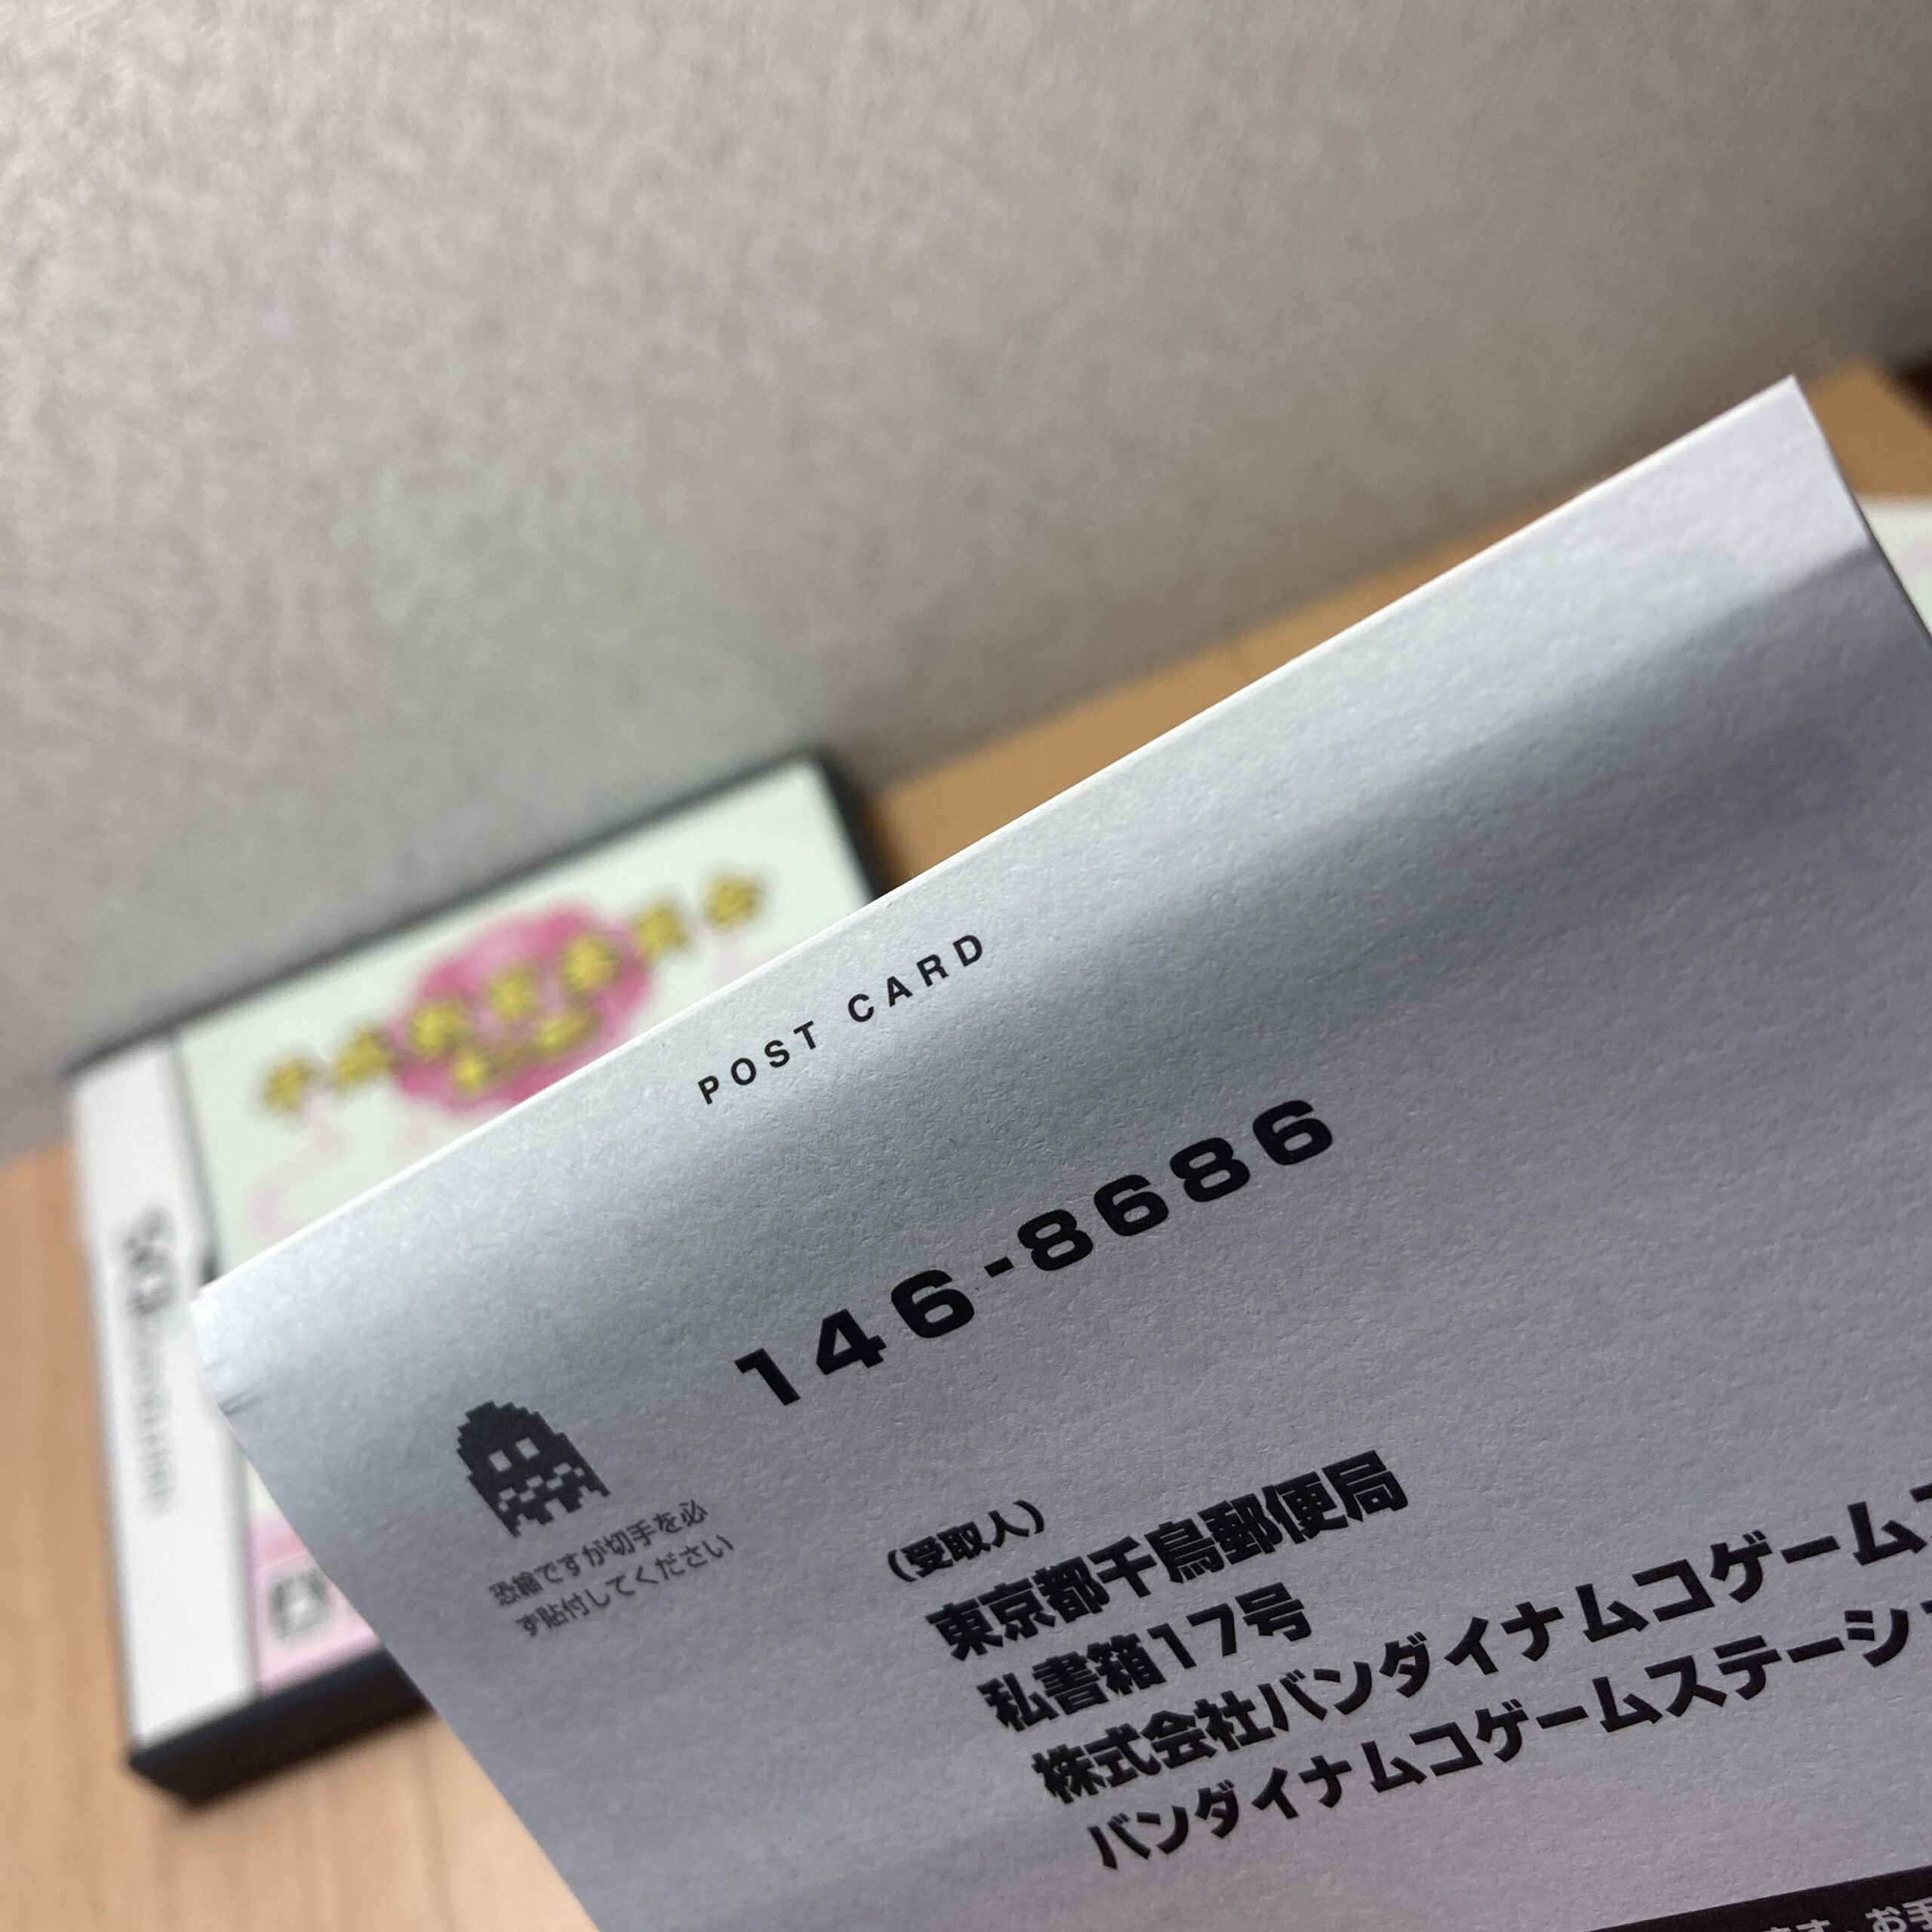 POST CARD
146-8686
恐縮ですが切手を必
ず貼付してください
(受取人)
東京都千鳥郵便局
私書箱17号
株式会社バンダイナムコゲームス
バンダイナムコゲームステーショ